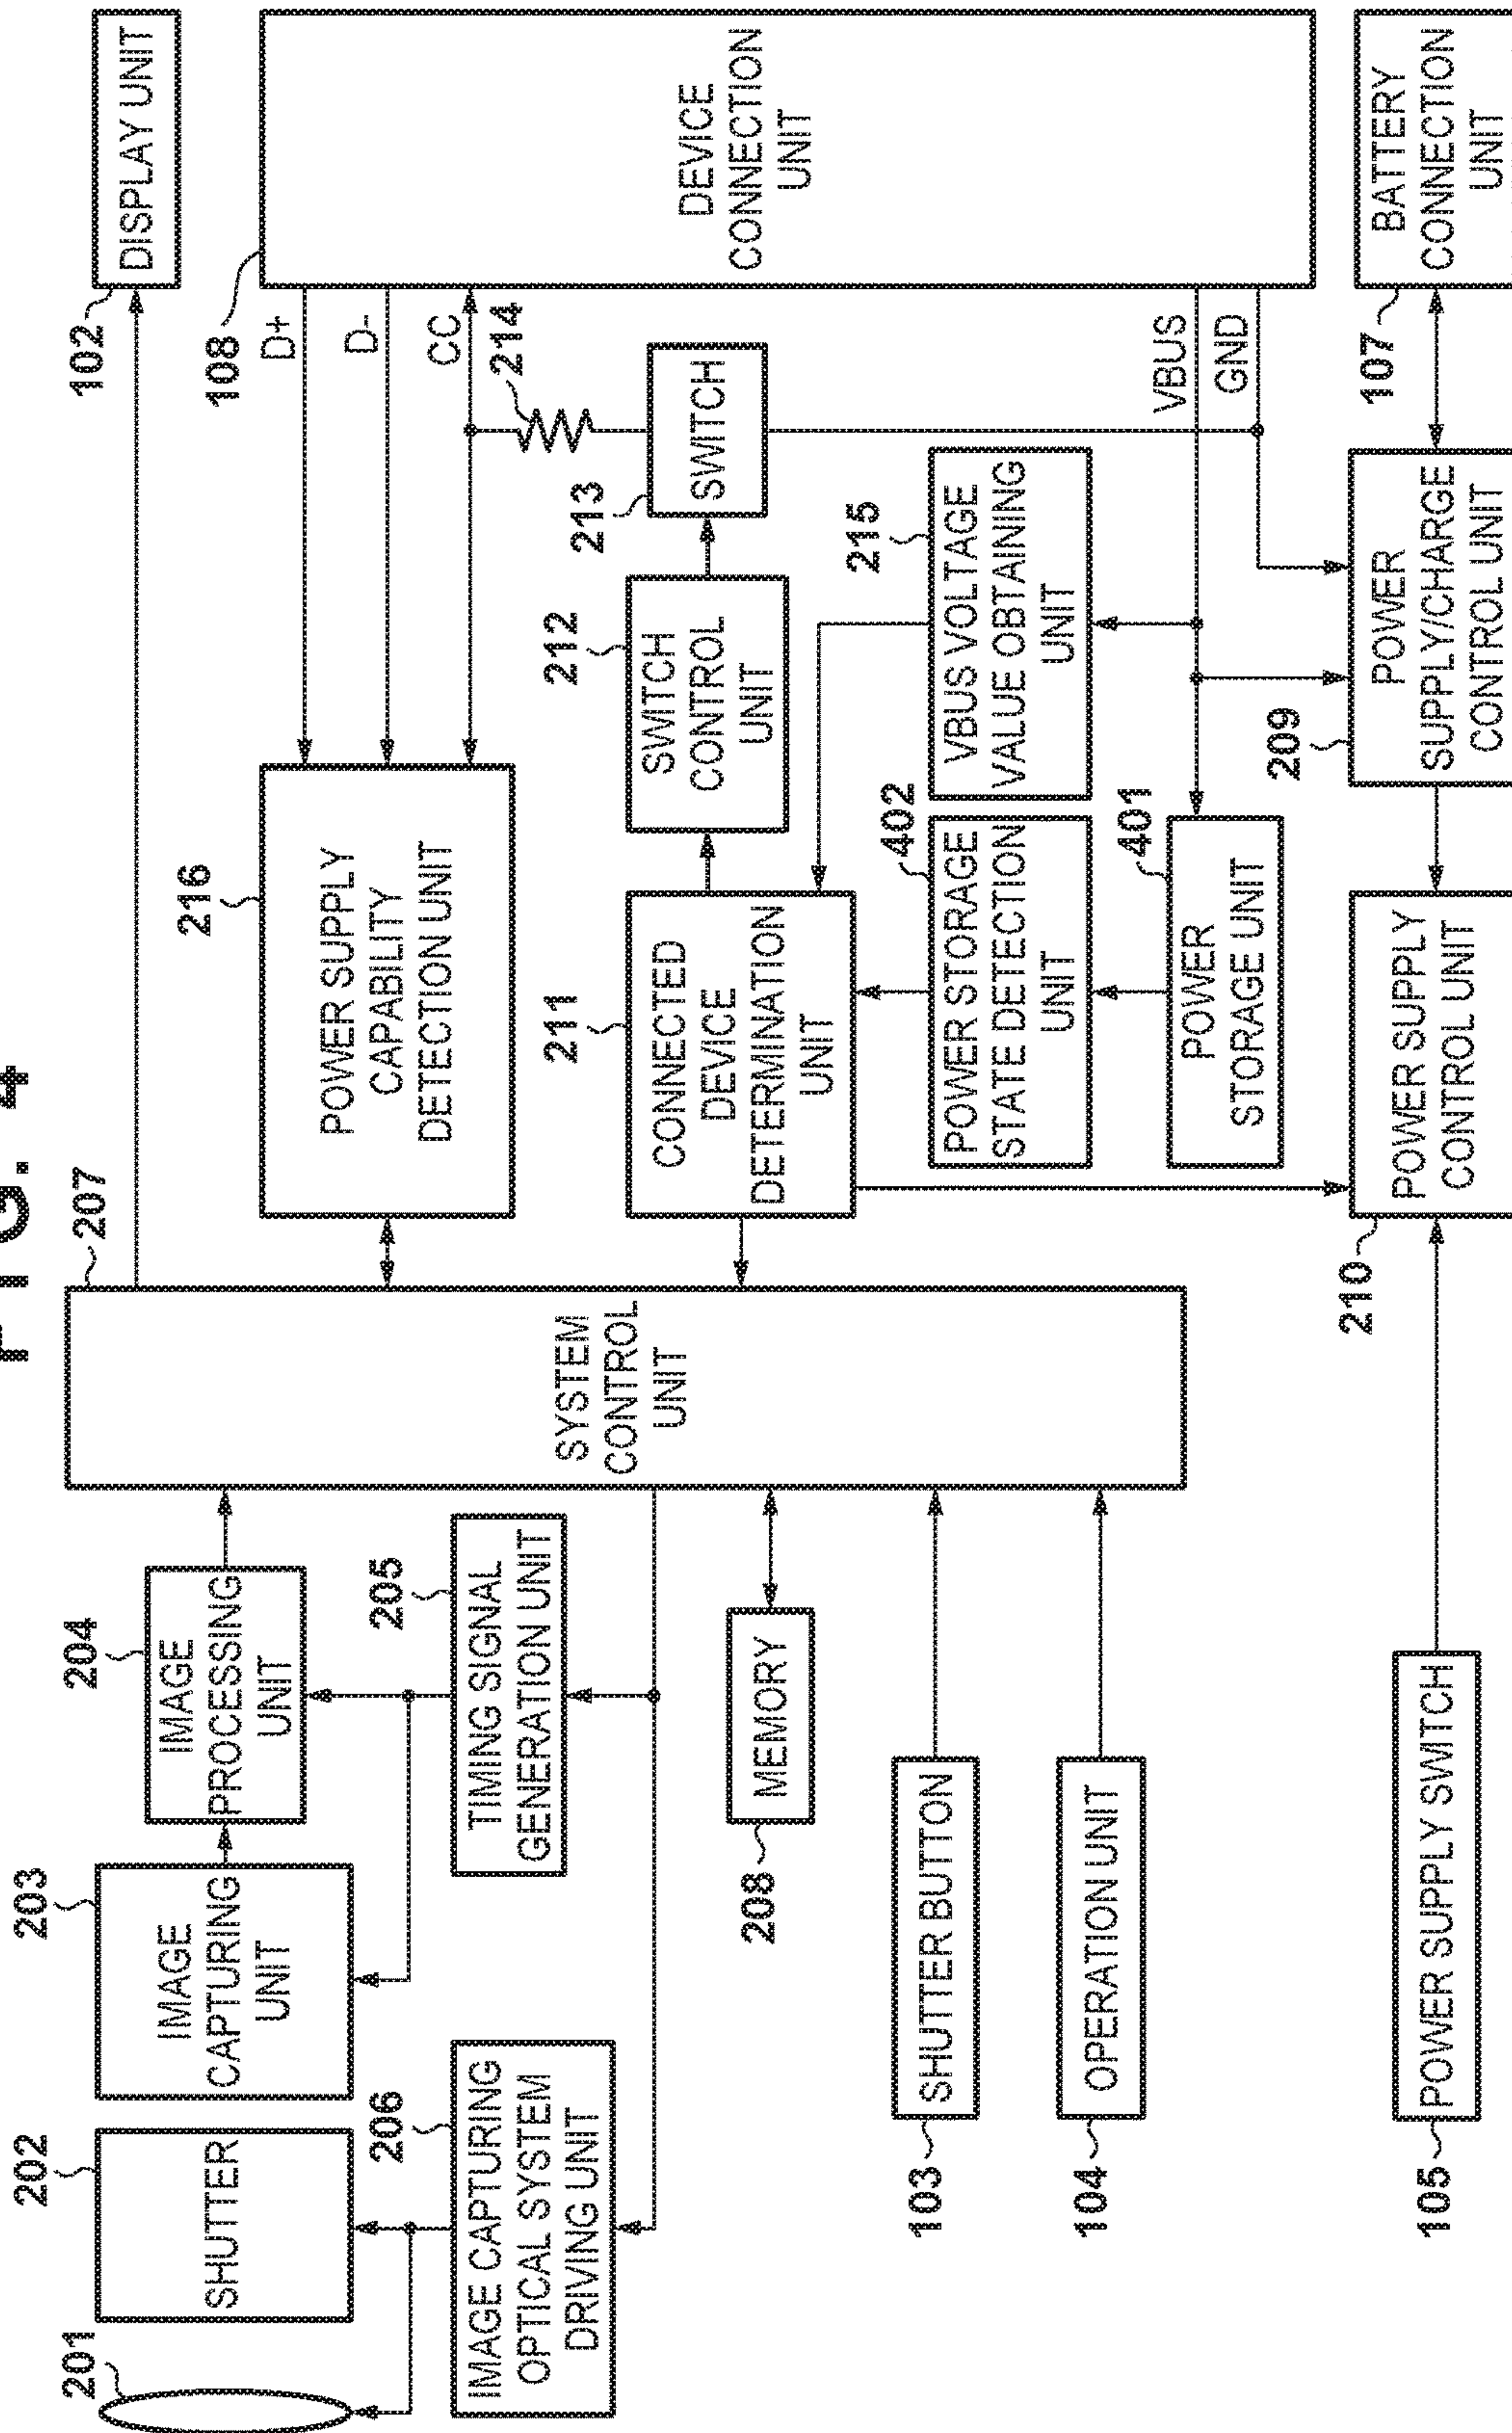 FIG. 4
201
202
SHUTTER
203
IMAGE
CAPTURING
UNIT
204
IMAGE
PROCESSING
UNIT
206
IMAGE CAPTURING
OPTICAL SYSTEM
DRIVING UNIT
205
TIMING SIGNAL
GENERATION UNIT
208
MEMORY
103
SHUTTER BUTTON
104
OPERATION UNIT
105
POWER SUPPLY SWITCH
207
SYSTEM
CONTROL
UNIT
102
DISPLAY UNIT
216
POWER SUPPLY
CAPABILITY
DETECTION UNIT
108
D+
D-
CC
214
VBUS
GND
DEVICE
CONNECTION
UNIT
211
CONNECTED
DEVICE
DETERMINATION
UNIT
212
SWITCH
CONTROL
UNIT
213
SWITCH
402
POWER STORAGE
STATE DETECTION
UNIT
215
VBUS VOLTAGE
VALUE OBTAINING
UNIT
401
POWER
STORAGE UNIT
210
POWER SUPPLY
CONTROL UNIT
209
POWER
SUPPLY/CHARGE
CONTROL UNIT
107
BATTERY
CONNECTION
UNIT